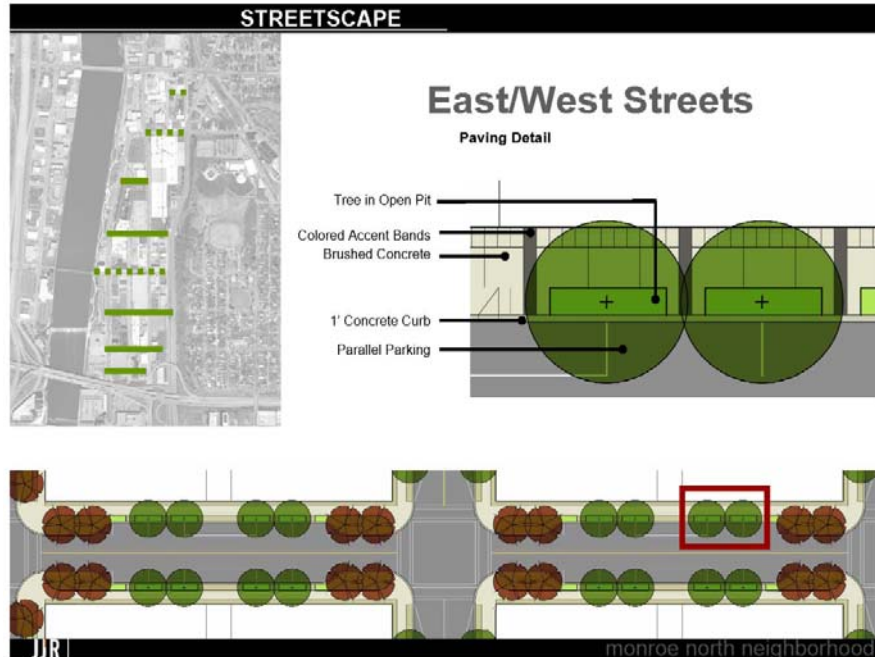 STREETSCAPE
East/West Streets
Paving Detail
Tree in Open Pit
Colored Accent Bands
Brushed Concrete
1' Concrete Curb
Parallel Parking
JJR
monroe north neighborhood